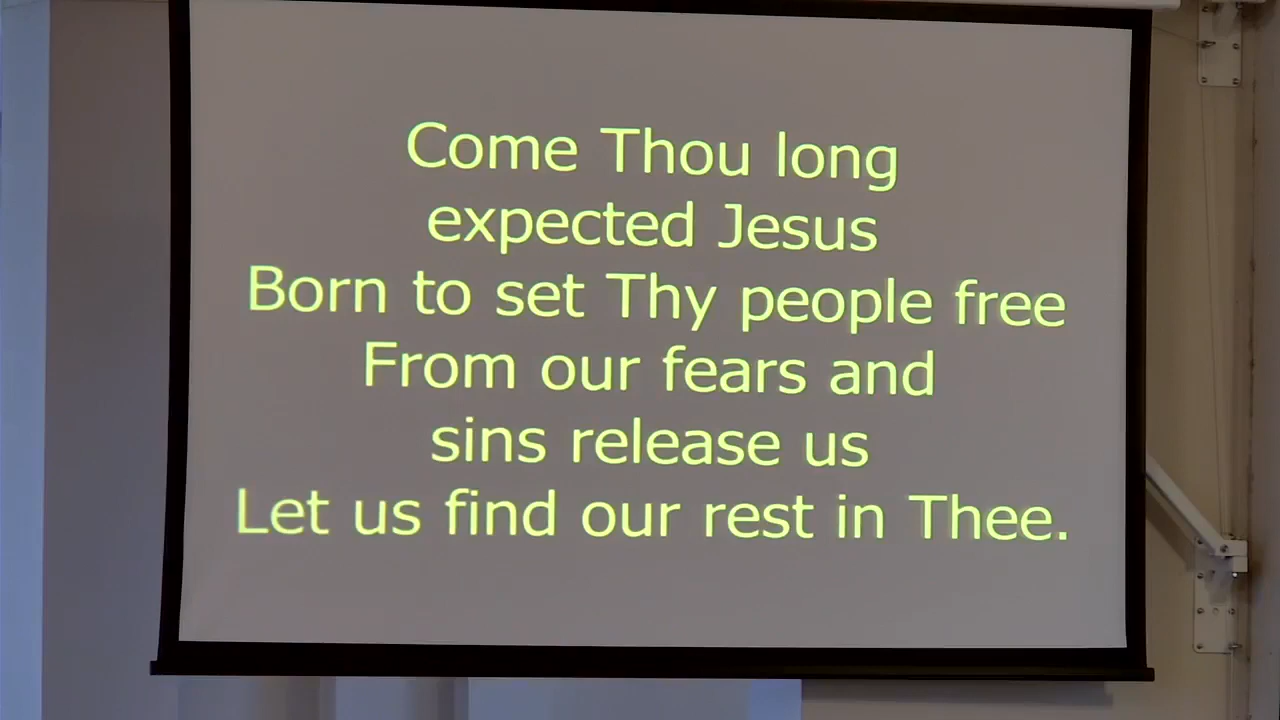 Come Thou long
expected Jesus
Born to set Thy people free
From our fears and
sins release us
Let us find our rest in Thee.